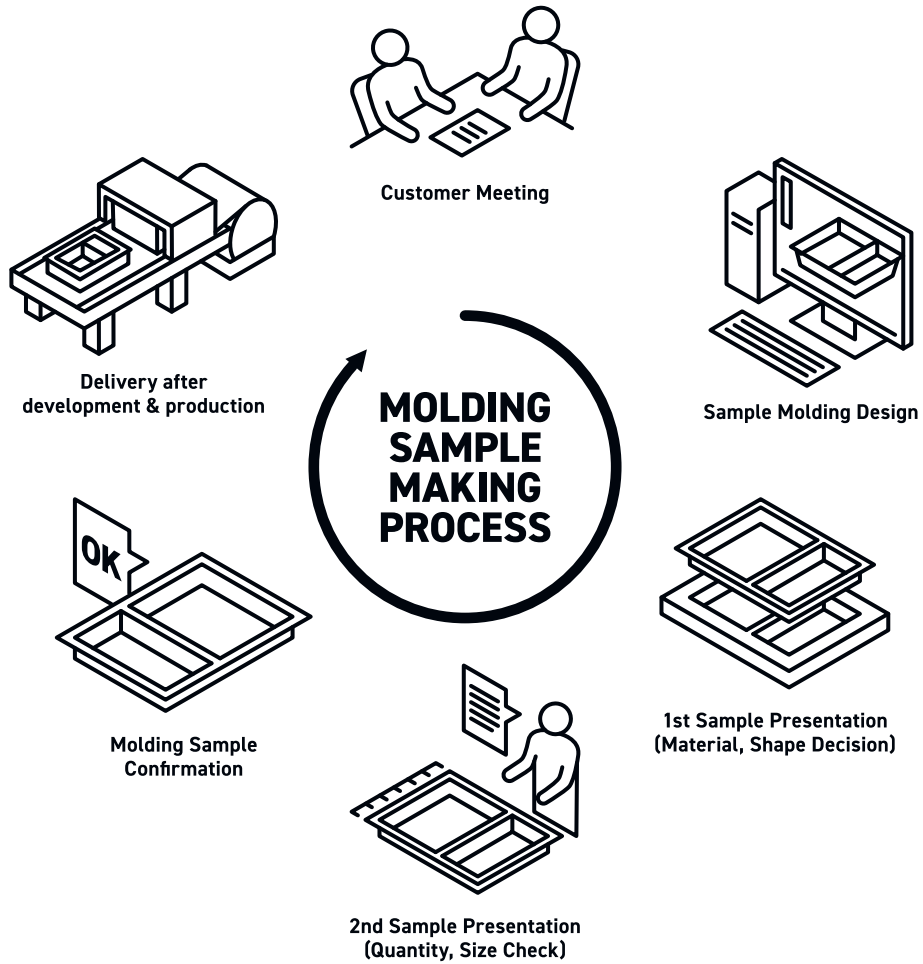 Customer Meeting
Sample Molding Design
1st Sample Presentation
(Material, Shape Decision)
2nd Sample Presentation
(Quantity, Size Check)
Molding Sample
Confirmation
OK
Delivery after
development & production
MOLDING
SAMPLE
MAKING
PROCESS